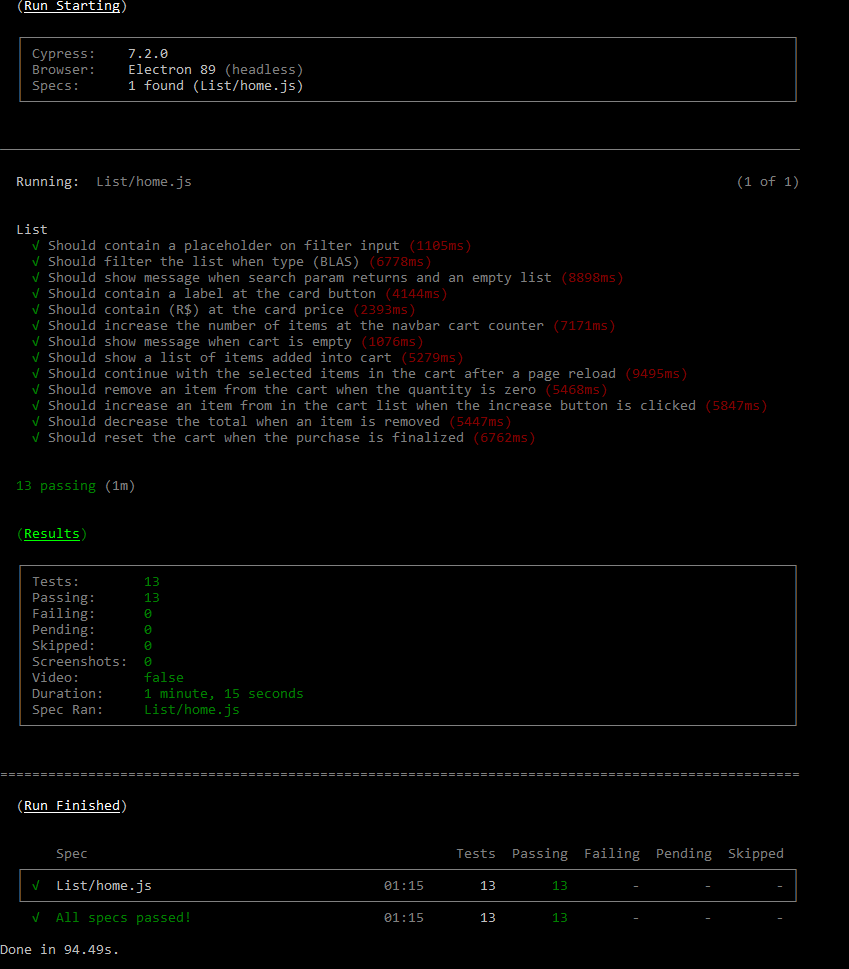 (Run Starting)
Cypress: 7.2.0
Browser: Electron 89 (headless)
Specs: 1 found (List/home.js)
Running: List/home.js (1 of 1)
List
√ Should contain a placeholder on filter input (1105ms)
√ Should filter the list when type (BLAS) (6778ms)
√ Should show message when search param returns and an empty list (8898ms)
√ Should contain a label at the card button (4144ms)
√ Should contain (R$) at the card price (2393ms)
√ Should increase the number of items at the navbar cart counter (7171ms)
√ Should show message when cart is empty (1076ms)
√ Should show a list of items added into cart (5279ms)
√ Should continue with the selected items in the cart after a page reload (9495ms)
√ Should remove an item from the cart when the quantity is zero (5468ms)
√ Should increase an item from in the cart list when the increase button is clicked (5847ms)
√ Should decrease the total when an item is removed (5447ms)
√ Should reset the cart when the purchase is finalized (6762ms)
13 passing (1m)
(Results)
Tests: 13
Passing: 13
Failing: 0
Pending: 0
Skipped: 0
Screenshots: 0
Video: false
Duration: 1 minute, 15 seconds
Spec Ran: List/home.js
====================================================================================================
(Run Finished)
Spec Tests Passing Failing Pending Skipped
√ List/home.js 01:15 13 13 - - -
√ All specs passed! 01:15 13 13 - - -
Done in 94.49s.